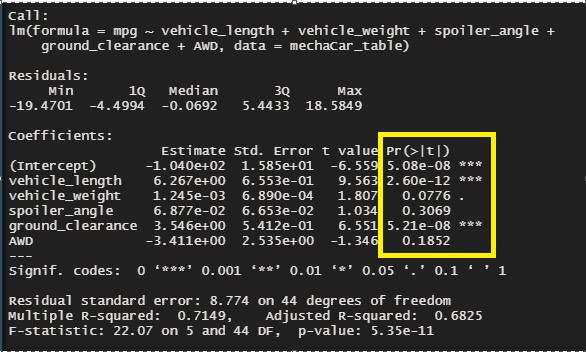 Call:
lm(formula = mpg ~ vehicle_length + vehicle_weight + spoiler_angle +
    ground_clearance + AWD, data = mechaCar_table)
Residuals:
     Min       1Q   Median       3Q      Max
-19.4701  -4.4994  -0.0692   5.4433  18.5849
Coefficients:
                   Estimate Std. Error t value Pr(>|t|)
(Intercept)      -1.040e+02  1.585e+01  -6.559 5.08e-08 ***
vehicle_length    6.267e+00  6.553e-01   9.563 2.60e-12 ***
vehicle_weight    1.245e-03  6.890e-04   1.807   0.0776 .
spoiler_angle     6.877e-02  6.653e-02   1.034   0.3069
ground_clearance  3.546e+00  5.412e-01   6.551 5.21e-08 ***
AWD              -3.411e+00  2.535e+00  -1.346   0.1852
---
Signif. codes:  0 ‘***’ 0.001 ‘**’ 0.01 ‘*’ 0.05 ‘.’ 0.1 ‘ ’ 1
Residual standard error: 8.774 on 44 degrees of freedom
Multiple R-squared:  0.7149,	Adjusted R-squared:  0.6825
F-statistic: 22.07 on 5 and 44 DF,  p-value: 5.35e-11